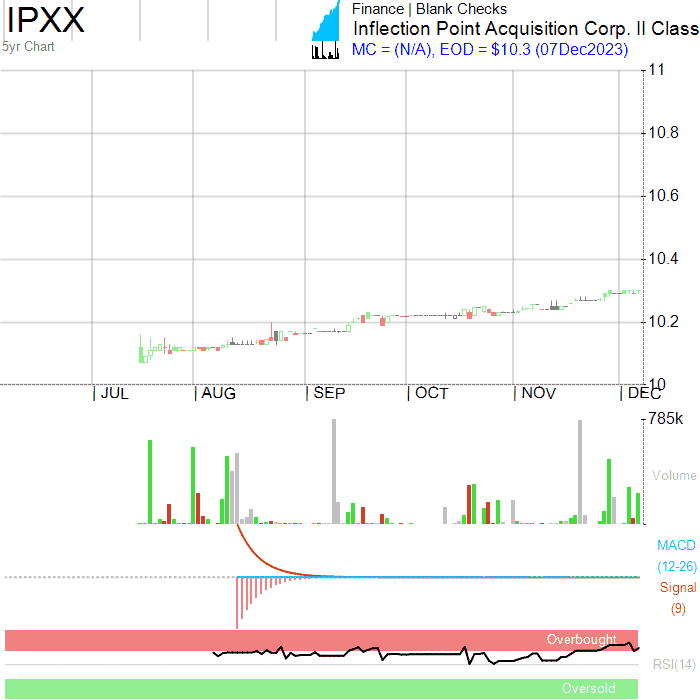 IPXX
5yr Chart
Finance | Blank Checks
Inflection Point Acquisition Corp. II Class
MC = (N/A), EOD = $10.3 (07Dec2023)
11
10.8
10.6
10.4
10.2
10
JUL
AUG
SEP
OCT
NOV
DEC
785k
Volume
MACD
(12-26)
Signal
(9)
Overbought
RSI(14)
Oversold